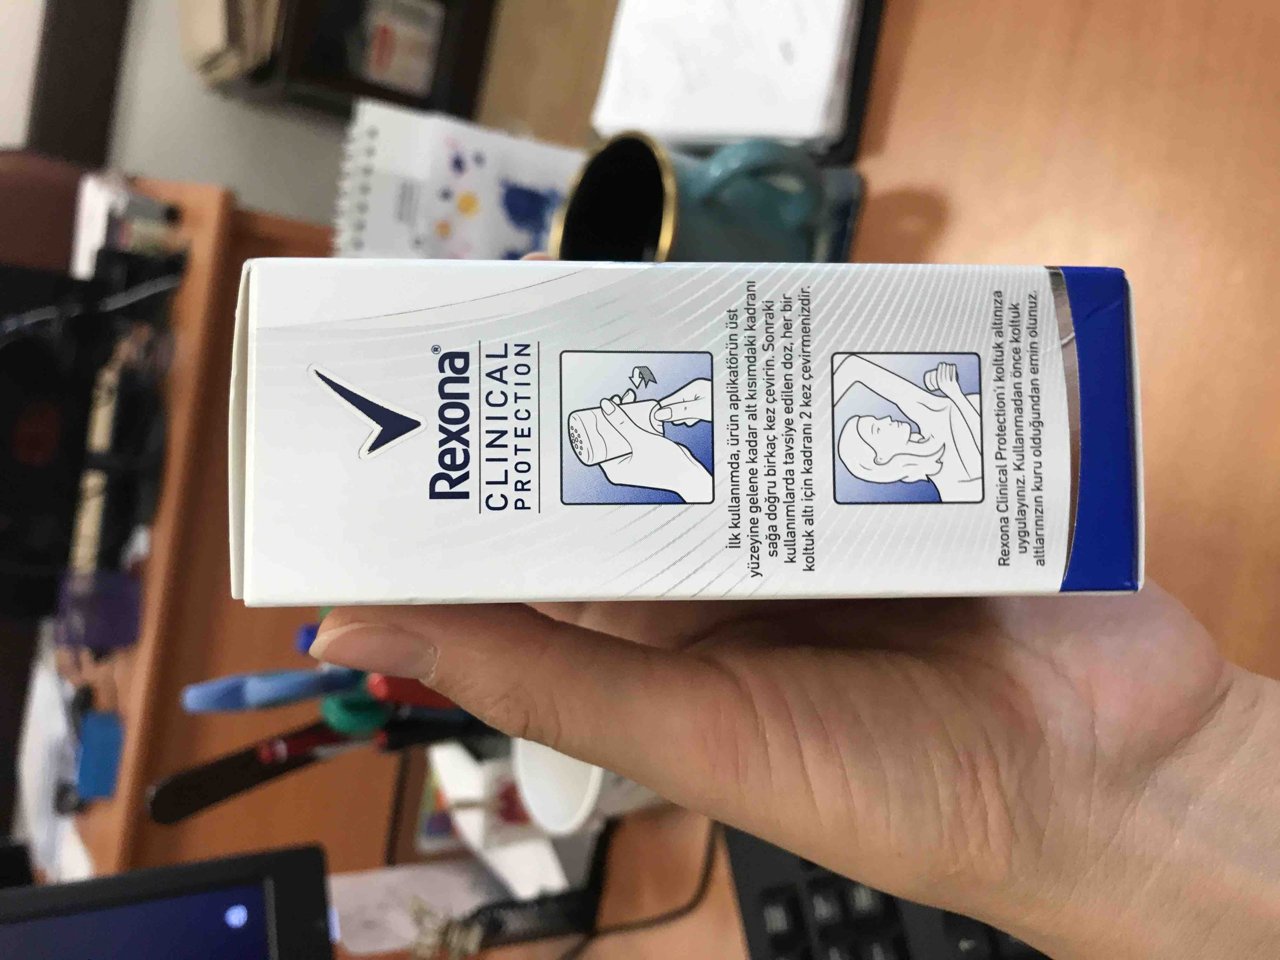 Rexona®
CLINICAL
PROTECTION
İlk kullanımda, ürün aplikatörün üst
yüzeyine gelene kadar alt kısımdaki kadranı
sağa doğru birkaç kez çevirin. Sonraki
kullanımlarda tavsiye edilen doz, her bir
koltuk altı için kadranı 2 kez çevirmenizdir.
Rexona Clinical Protection'ı koltuk altınıza
uygulayınız. Kullanmadan önce koltuk
altlarınızın kuru olduğundan emin olunuz.